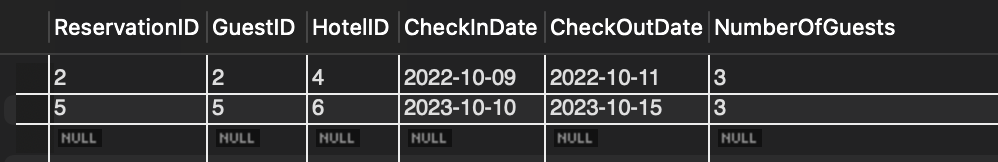 ReservationID GuestID HotelID CheckInDate CheckOutDate NumberOfGuests
2 2 4 2022-10-09 2022-10-11 3
5 5 6 2023-10-10 2023-10-15 3
NULL NULL NULL NULL NULL NULL